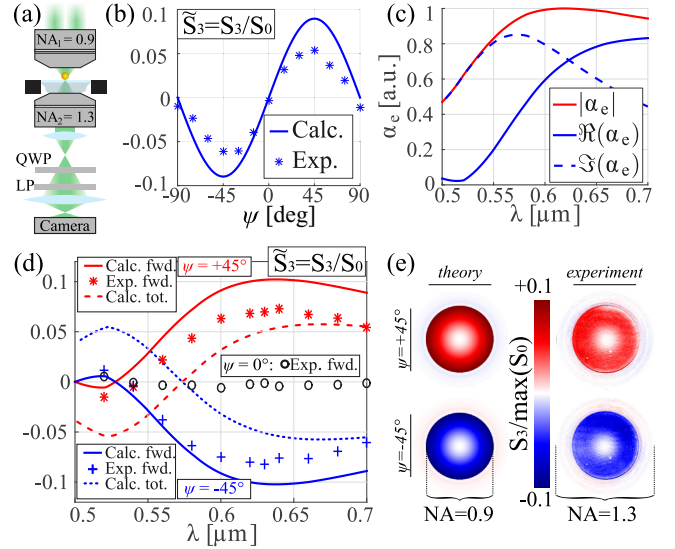 (a)
NA₁= 0.9
NA₂= 1.3
QWP
LP
Camera
(b)
S̃₃=S₃/S₀
0.1
0.05
0
-0.05
-0.1
-90 -45 0 45 90
ψ [deg]
Calc.
Exp.
(c)
αₑ [a.u.]
1
0.8
0.6
0.4
0.2
0
0.5 0.55 0.6 0.65 0.7
λ [μm]
|αₑ|
ℜ(αₑ)
ℑ(αₑ)
(d)
S̃₃=S₃/S₀
Calc. fwd.
Exp. fwd.
Calc. tot.
ψ = +45°
ψ = 0°: Exp. fwd.
Calc. fwd.
Exp. fwd.
Calc. tot.
ψ = -45°
0.1
0.05
0
-0.05
-0.1
0.5 0.55 0.6 0.65 0.7
λ [μm]
(e)
theory
experiment
+0.1
ψ=+45°
S₃/max(S₀)
ψ=-45°
-0.1
NA=0.9
NA=1.3